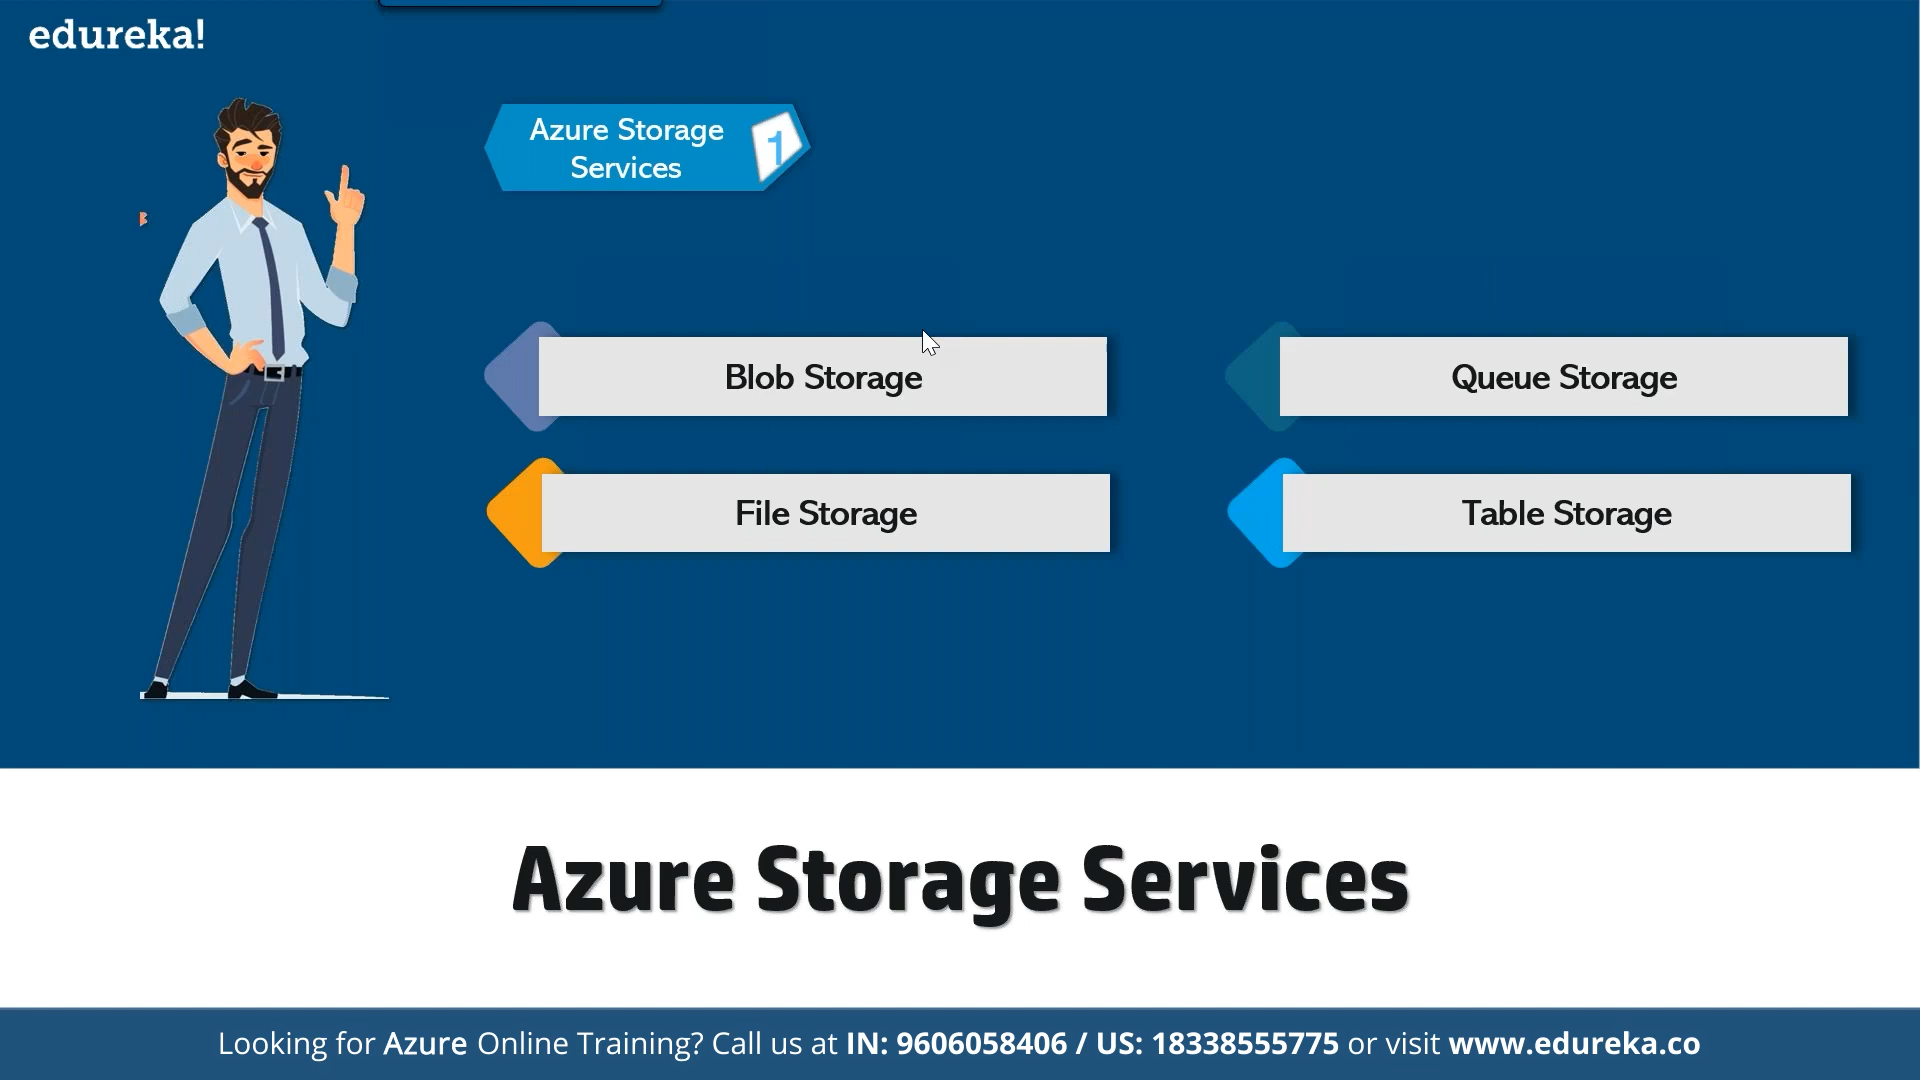 edureka!
Azure Storage
Services
1
Blob Storage
Queue Storage
File Storage
Table Storage
Azure Storage Services
Looking for Azure Online Training? Call us at IN: 9606058406 / US: 18338555775 or visit www.edureka.co